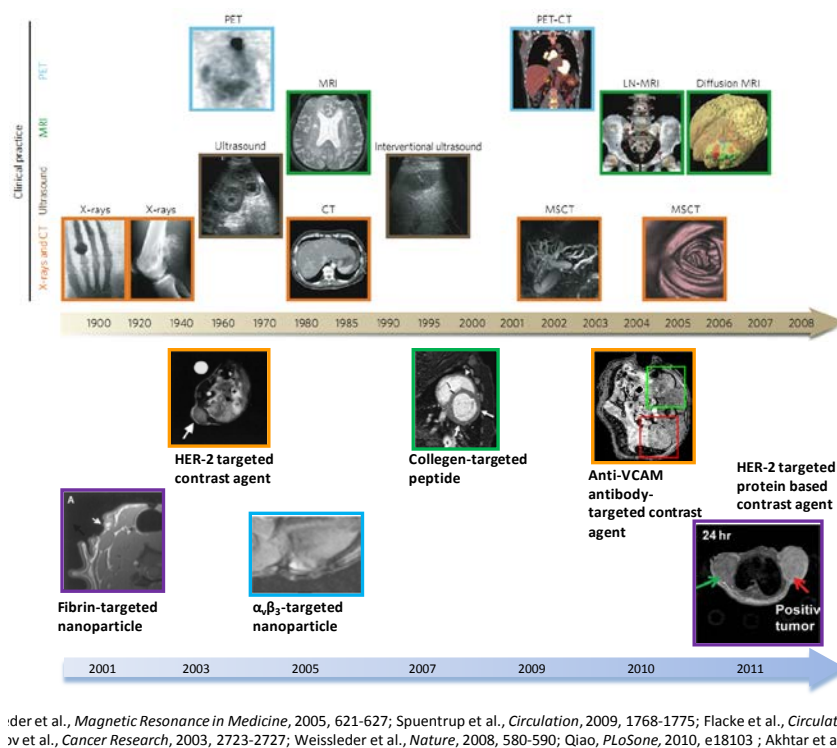 PET
PET-CT
PET
MRI
LN-MRI
Diffusion MRI
MRI
Clinical practice
Ultrasound
Interventional ultrasound
Ultrasound
X-rays
X-rays
CT
MSCT
MSCT
X-rays and CT
1900 1920 1940 1960 1970 1980 1985 1990 1995 2000 2001 2002 2003 2004 2005 2006 2007 2008
HER-2 targeted
contrast agent
Collegen-targeted
peptide
Anti-VCAM
antibody-
targeted contrast
agent
HER-2 targeted
protein based
contrast agent
A
24 hr
Positiv
tumor
Fibrin-targeted
nanoparticle
αvβ3-targeted
nanoparticle
2001 2003 2005 2007 2009 2010 2011
eder et al., Magnetic Resonance in Medicine, 2005, 621-627; Spuentrup et al., Circulation, 2009, 1768-1775; Flacke et al., Circulat
ov et al., Cancer Research, 2003, 2723-2727; Weissleder et al., Nature, 2008, 580-590; Qiao, PLoSone, 2010, e18103 ; Akhtar et a